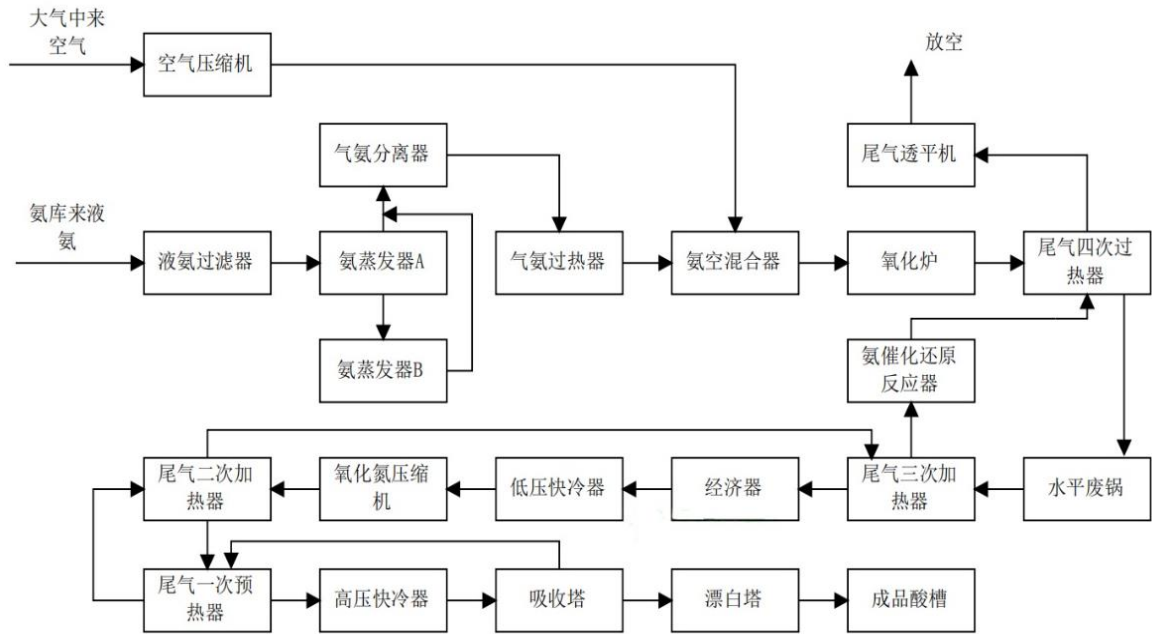 大气中来
空气
空气压缩机
放空
气氨分离器
尾气透平机
氨库来液
氨
液氨过滤器
氨蒸发器A
气氨过热器
氨空混合器
氧化炉
尾气四次过
热器
氨蒸发器B
氨催化还原
反应器
尾气二次加
热器
氧化氮压缩
机
低压快冷器
经济器
尾气三次加
热器
水平废锅
尾气一次预
热器
高压快冷器
吸收塔
漂白塔
成品酸槽